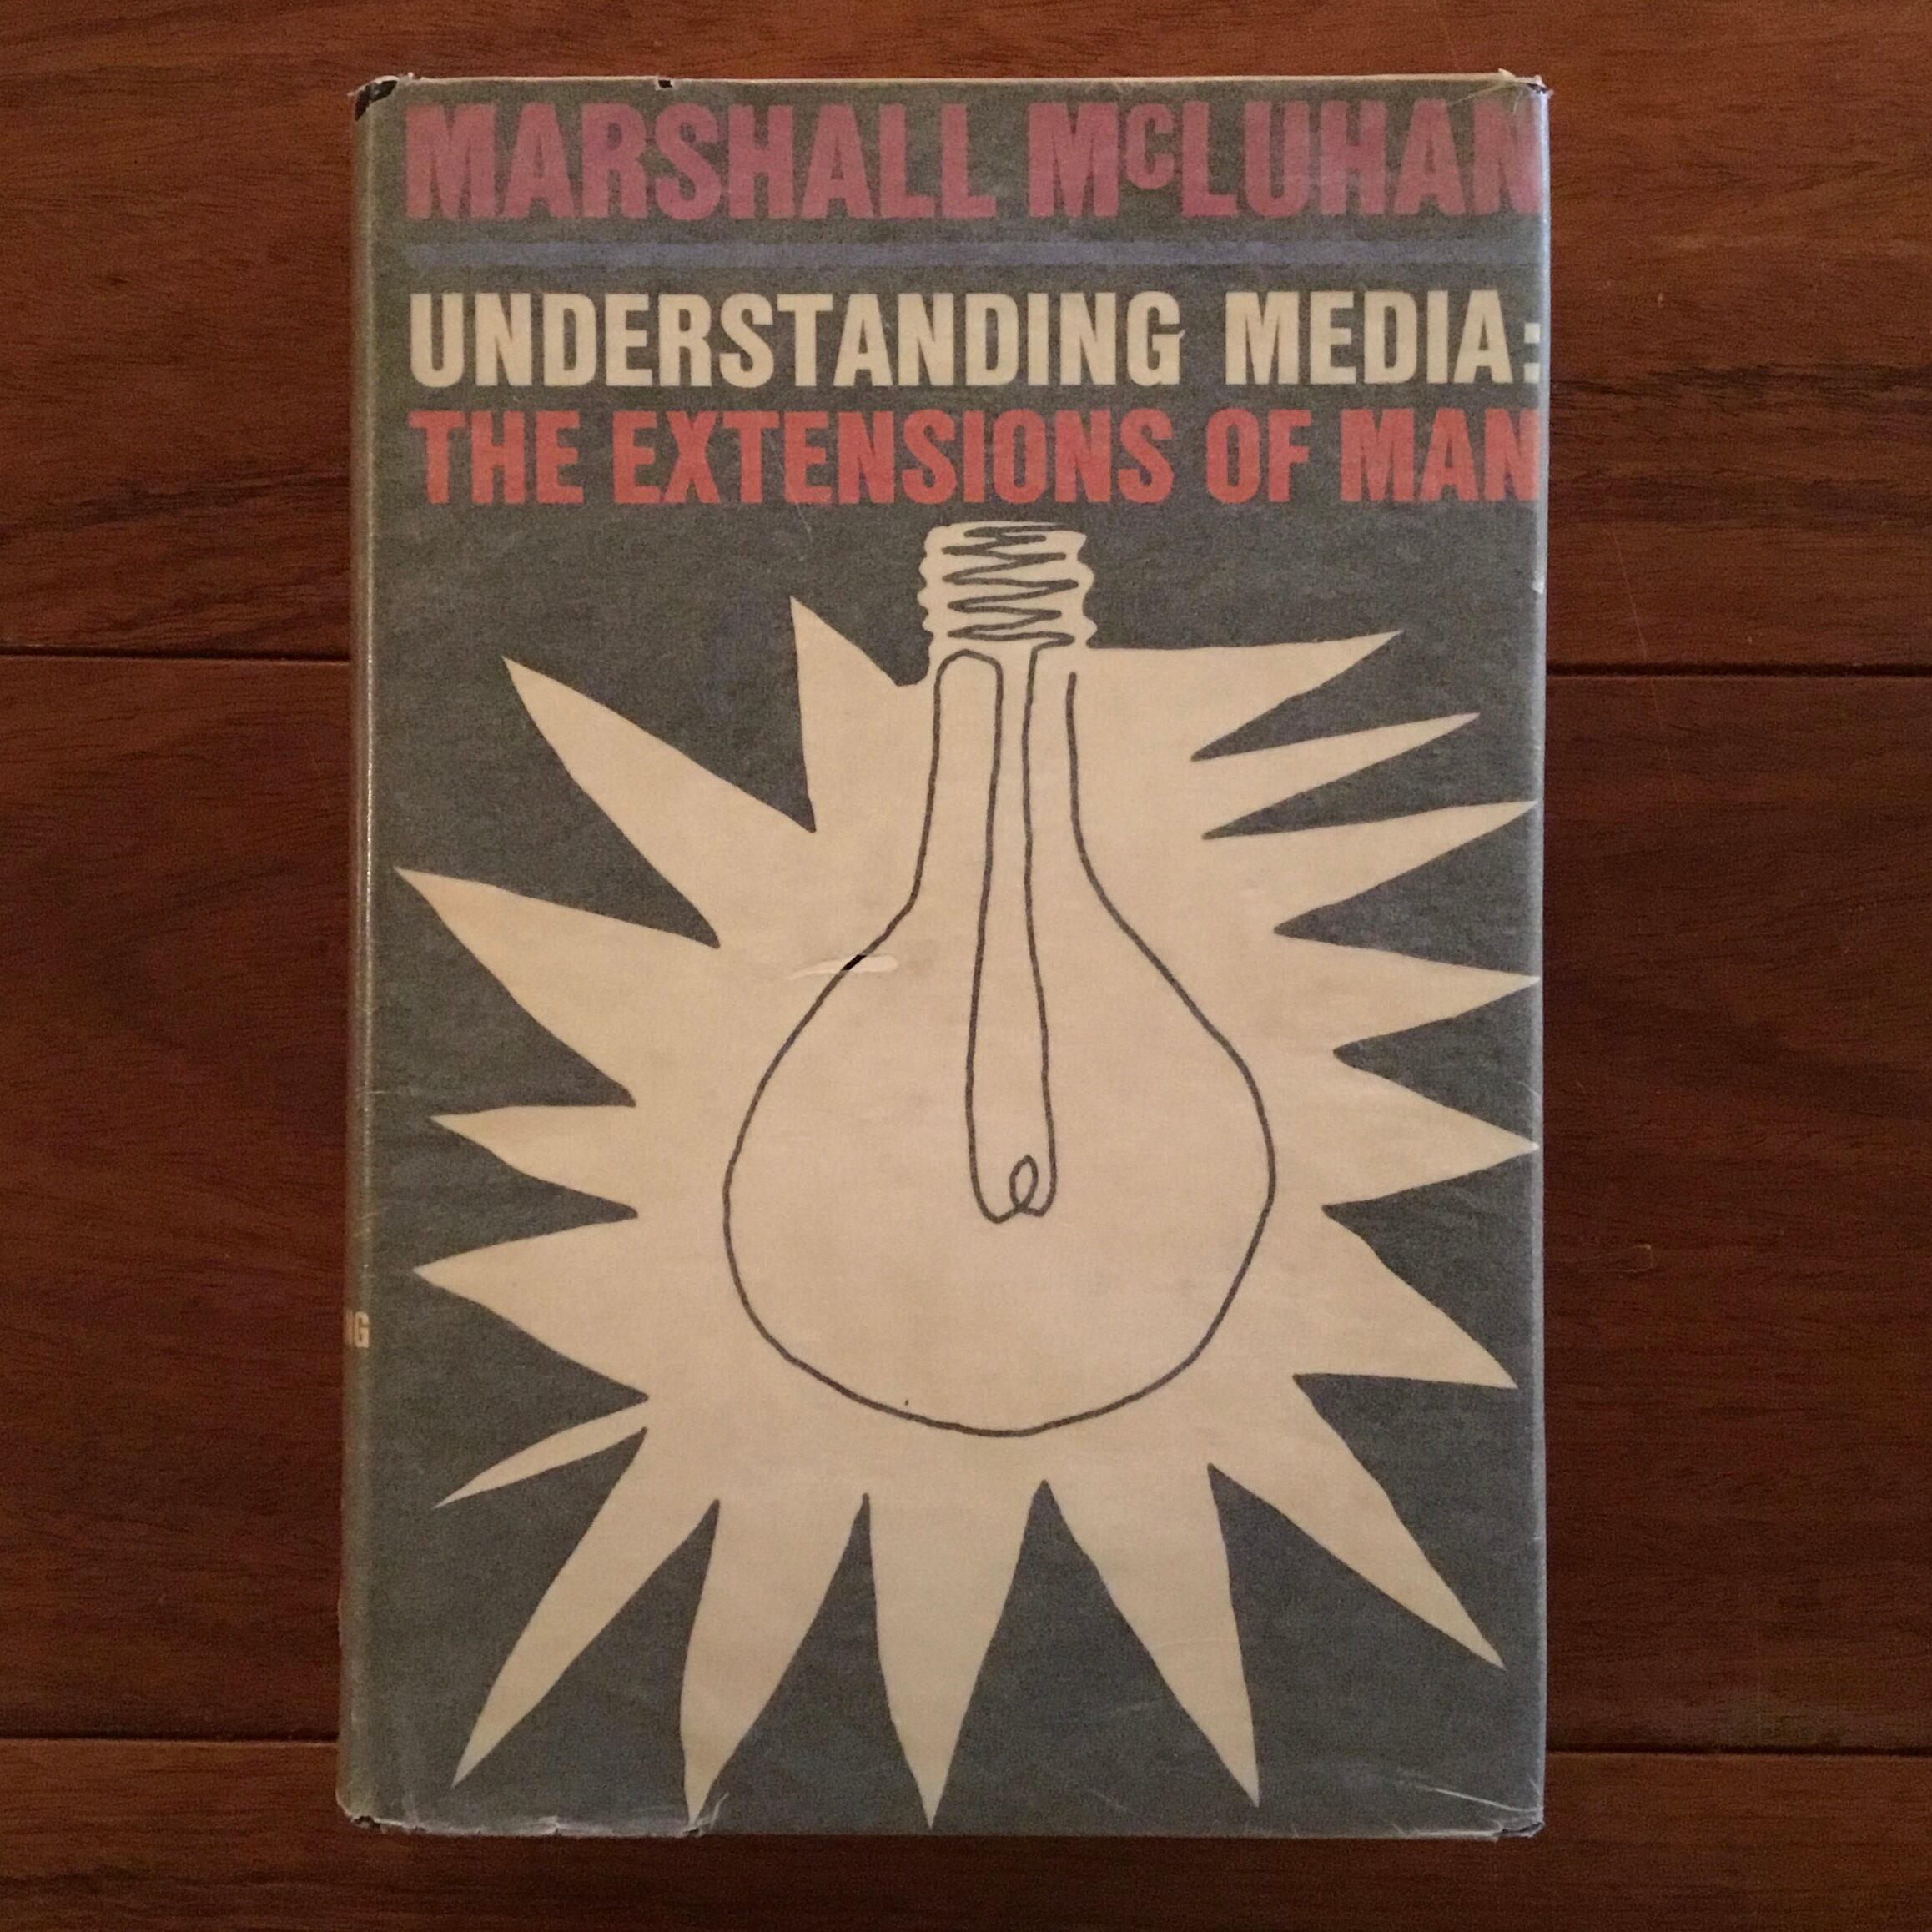 MARSHALL McLUHAN
UNDERSTANDING MEDIA:
THE EXTENSIONS OF MAN